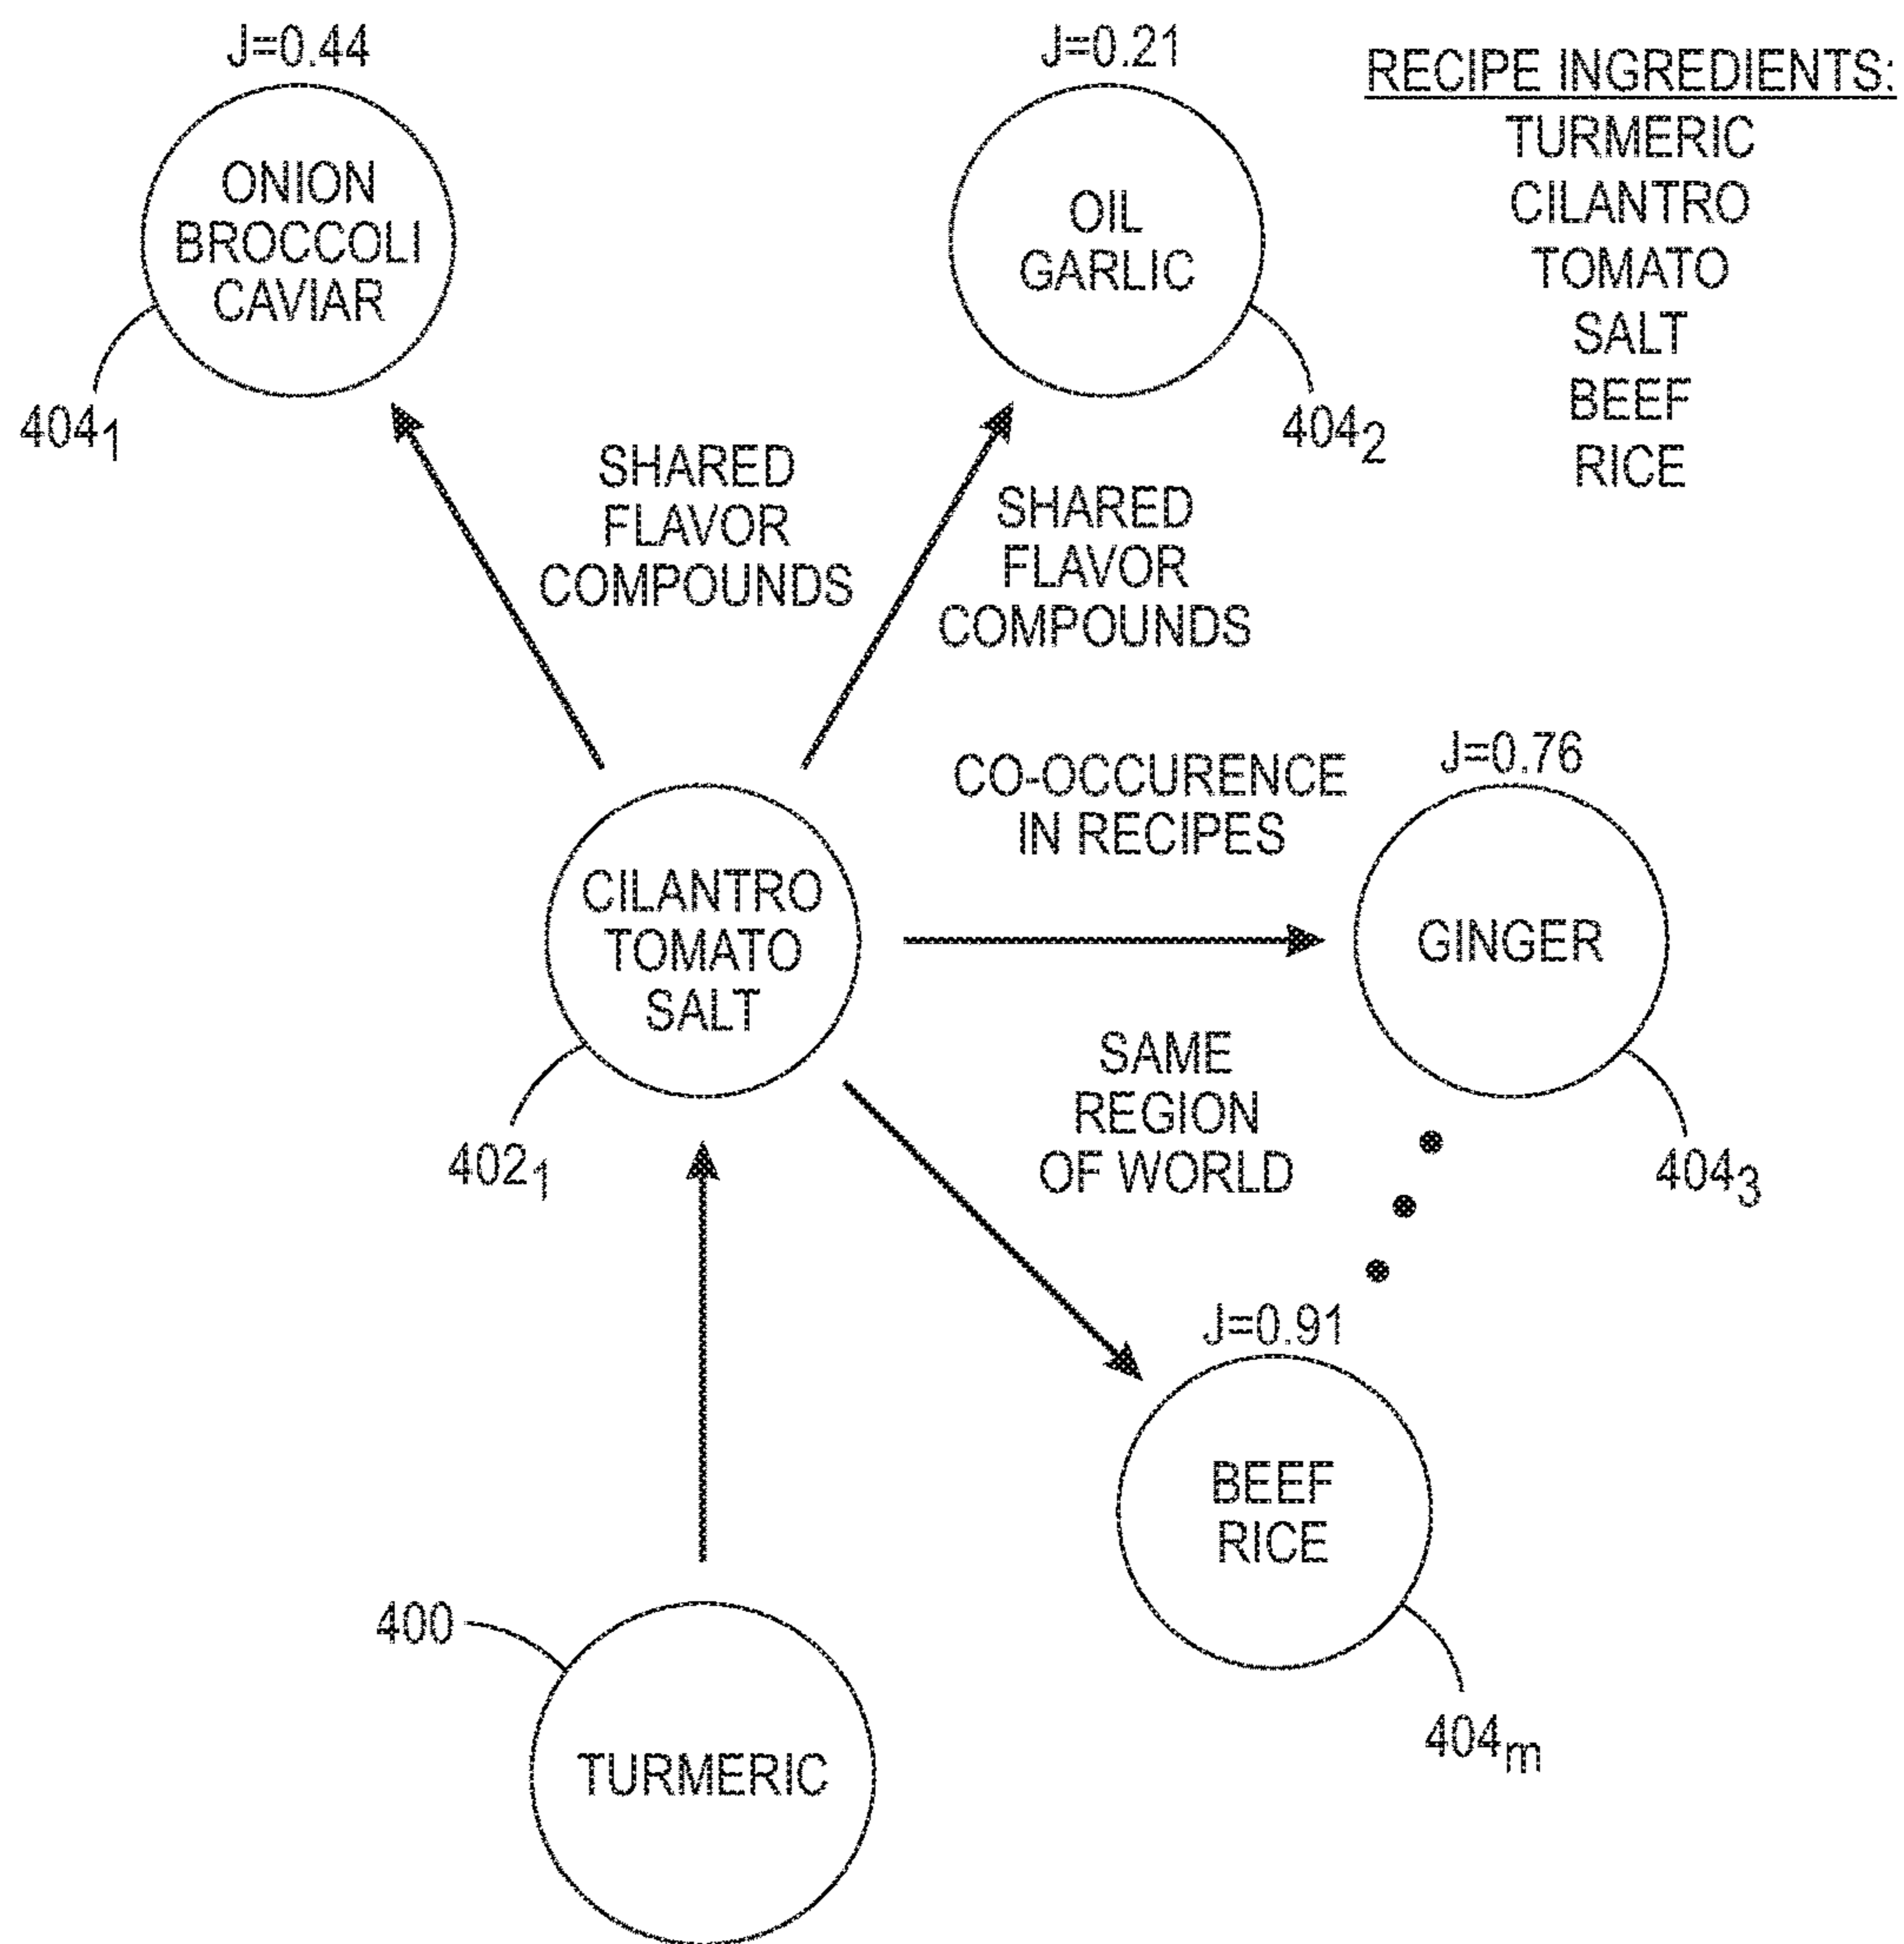 J=0.44
ONION
BROCCOLI
CAVIAR
404₁
J=0.21
OIL
GARLIC
404₂
RECIPE INGREDIENTS:
TURMERIC
CILANTRO
TOMATO
SALT
BEEF
RICE
SHARED
FLAVOR
COMPOUNDS
SHARED
FLAVOR
COMPOUNDS
CO-OCCURENCE
IN RECIPES
J=0.76
GINGER
404₃
CILANTRO
TOMATO
SALT
402₁
SAME
REGION
OF WORLD
J=0.91
BEEF
RICE
404ₘ
400
TURMERIC